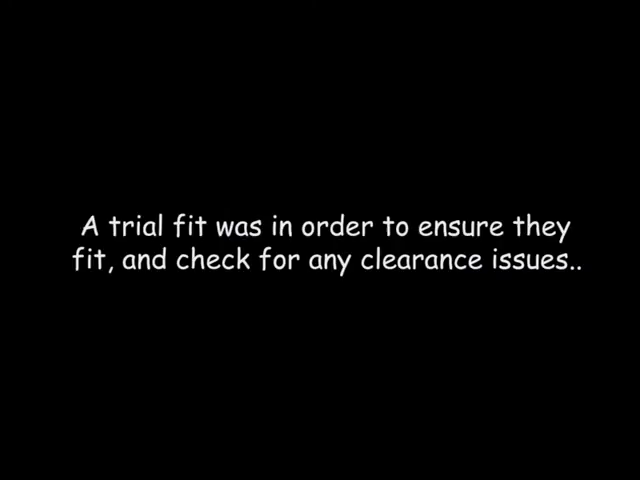 A trial fit was in order to ensure they
fit, and check for any clearance issues..